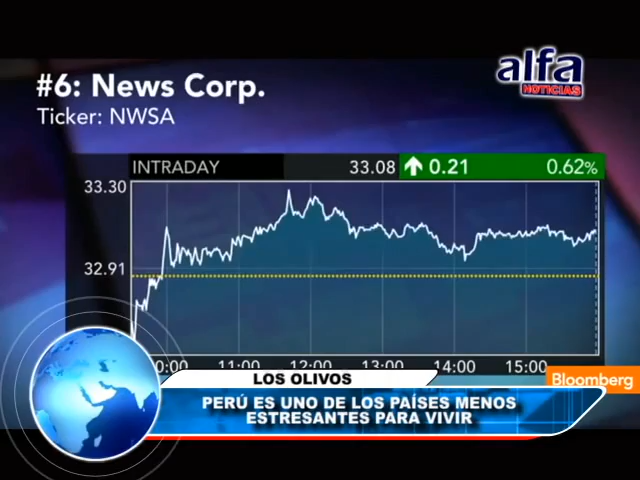 #6: News Corp.
Ticker: NWSA
alfa
NOTICIAS
INTRADAY 33.08 0.21 0.62%
33.30
32.91
0:00 11:00 12:00 13:00 14:00 15:00
LOS OLIVOS
Bloomberg
PERÚ ES UNO DE LOS PAÍSES MENOS
ESTRESANTES PARA VIVIR